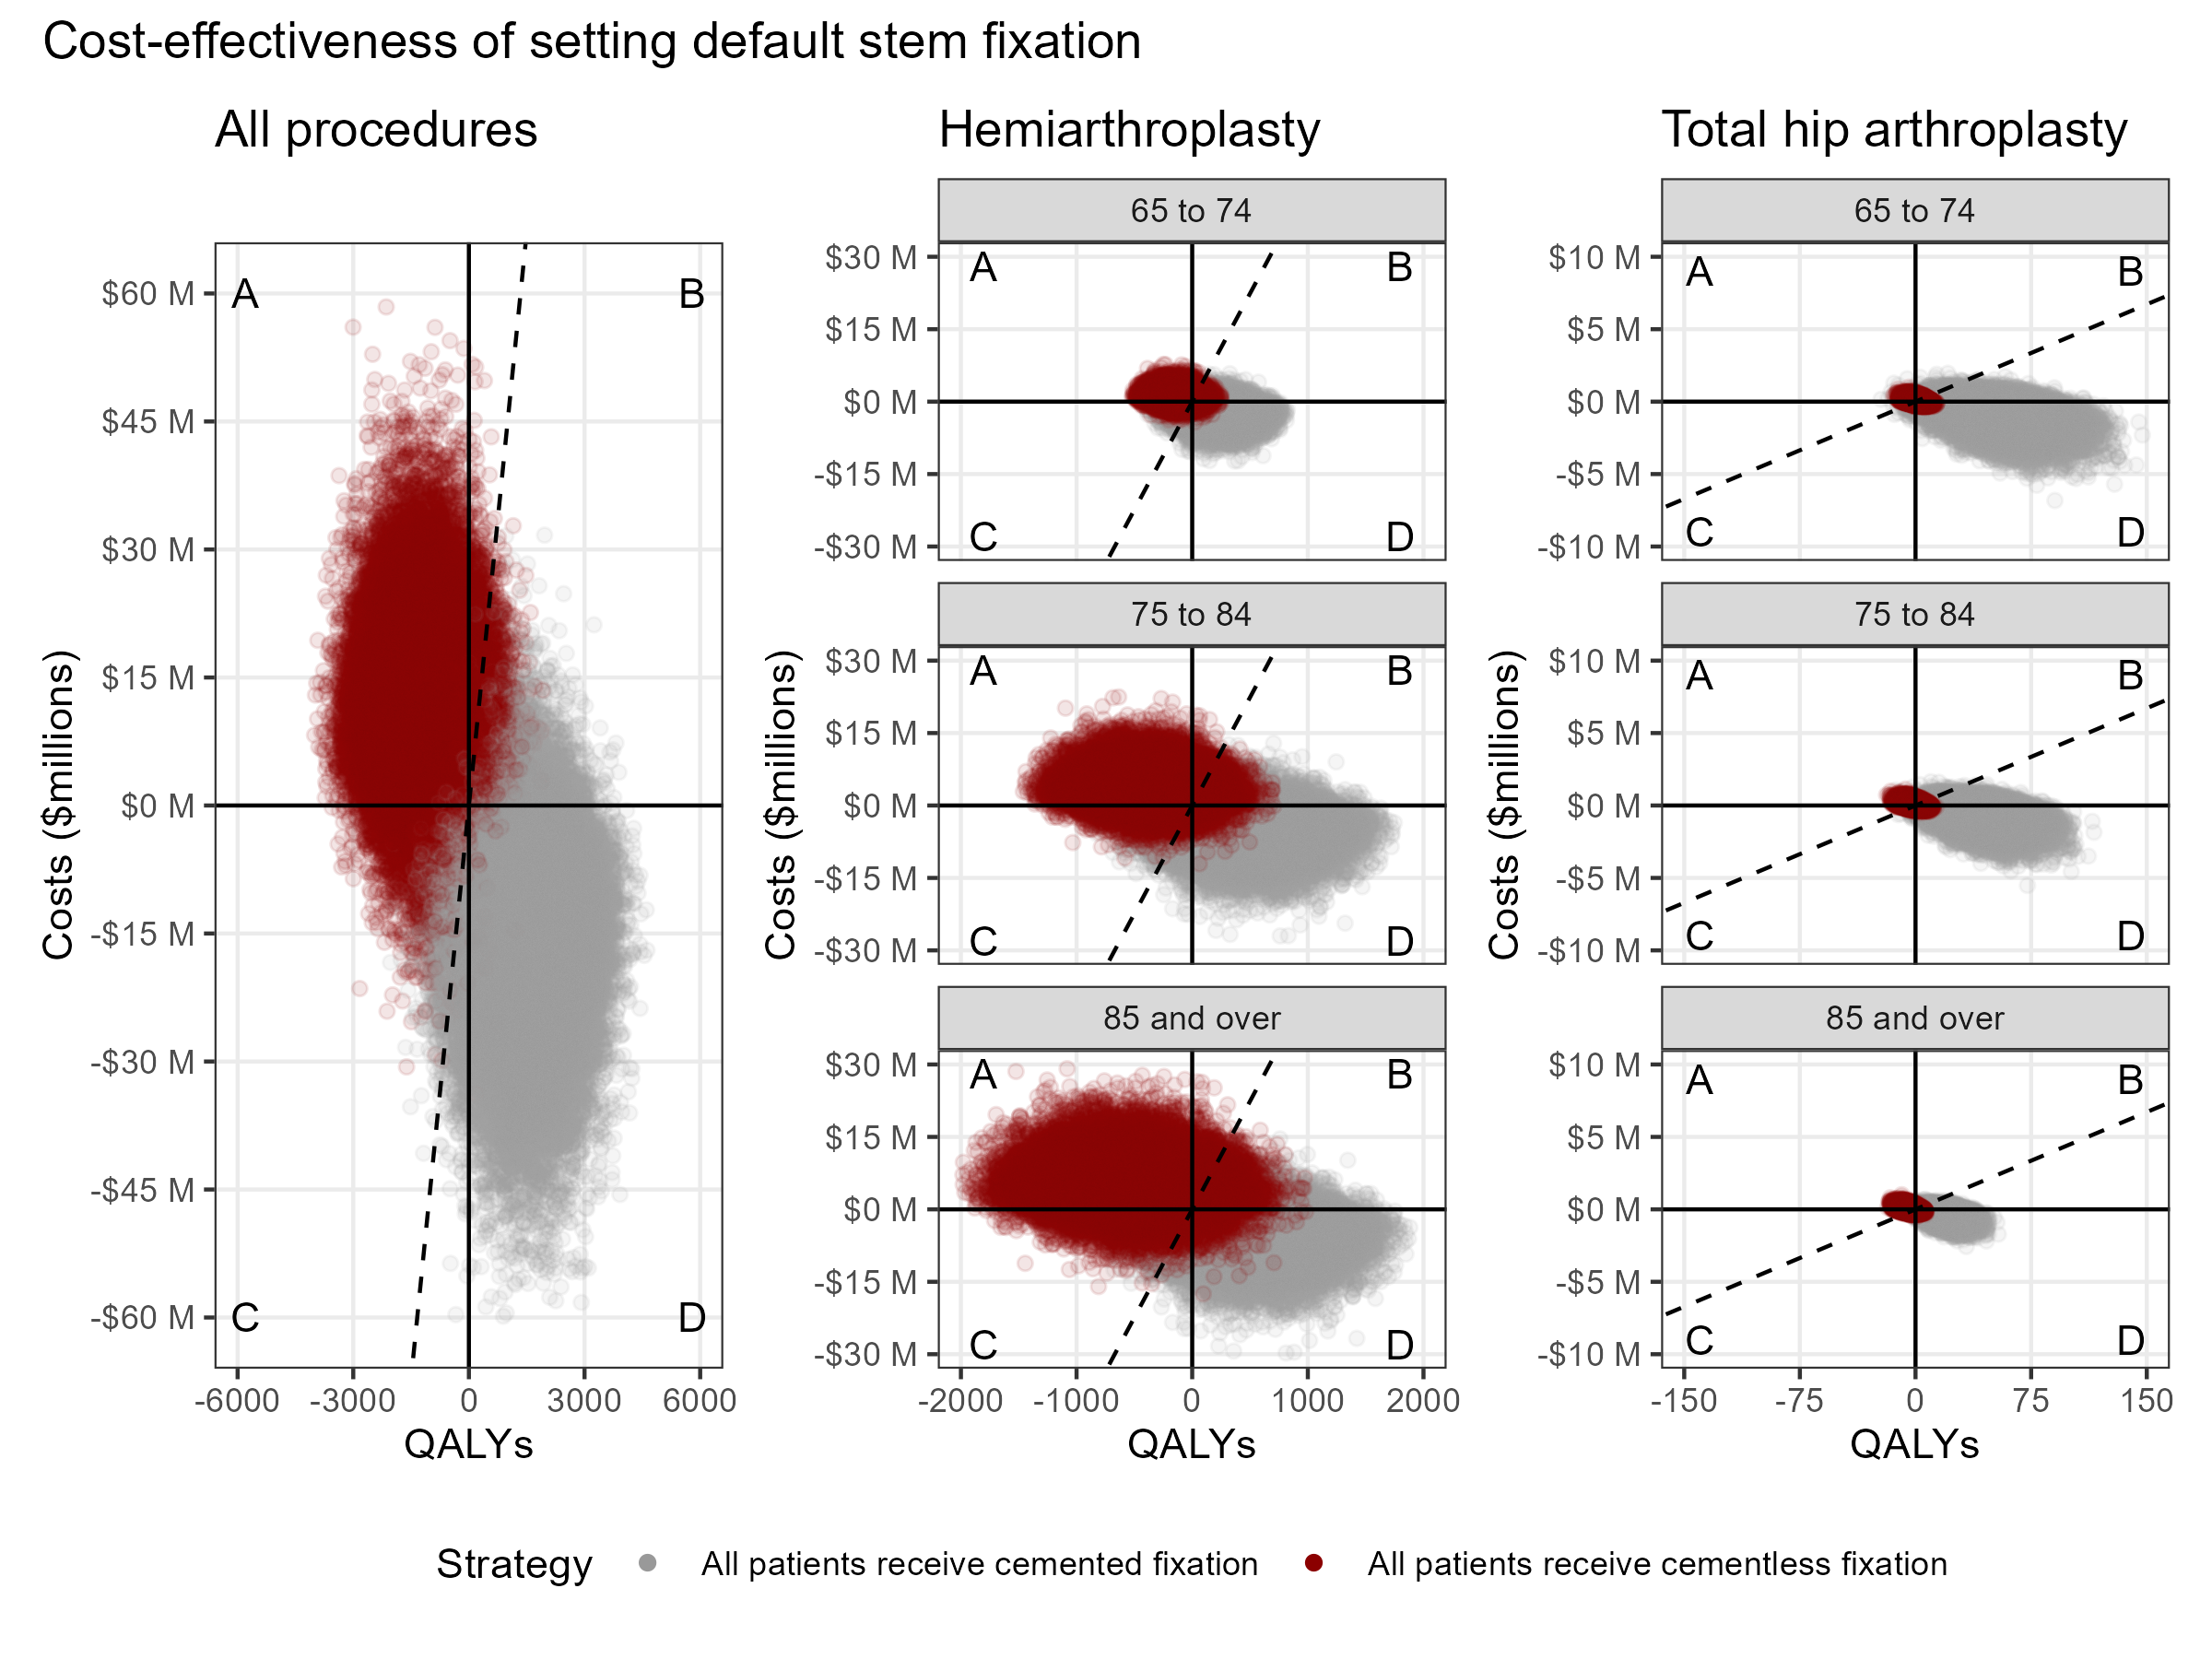 Cost-effectiveness of setting default stem fixation
All procedures
Costs ($millions)
$60 M
$45 M
$30 M
$15 M
$0 M
-$15 M
-$30 M
-$45 M
-$60 M
A
B
C
D
-6000 -3000 0 3000 6000
QALYs
Hemiarthroplasty
Costs ($millions)
65 to 74
$30 M
$15 M
$0 M
-$15 M
-$30 M
A
B
C
D
75 to 84
$30 M
$15 M
$0 M
-$15 M
-$30 M
A
B
C
D
85 and over
$30 M
$15 M
$0 M
-$15 M
-$30 M
A
B
C
D
-2000 -1000 0 1000 2000
QALYs
Total hip arthroplasty
Costs ($millions)
65 to 74
$10 M
$5 M
$0 M
-$5 M
-$10 M
A
B
C
D
75 to 84
$10 M
$5 M
$0 M
-$5 M
-$10 M
A
B
C
D
85 and over
$10 M
$5 M
$0 M
-$5 M
-$10 M
A
B
C
D
-150 -75 0 75 150
QALYs
Strategy All patients receive cemented fixation All patients receive cementless fixation